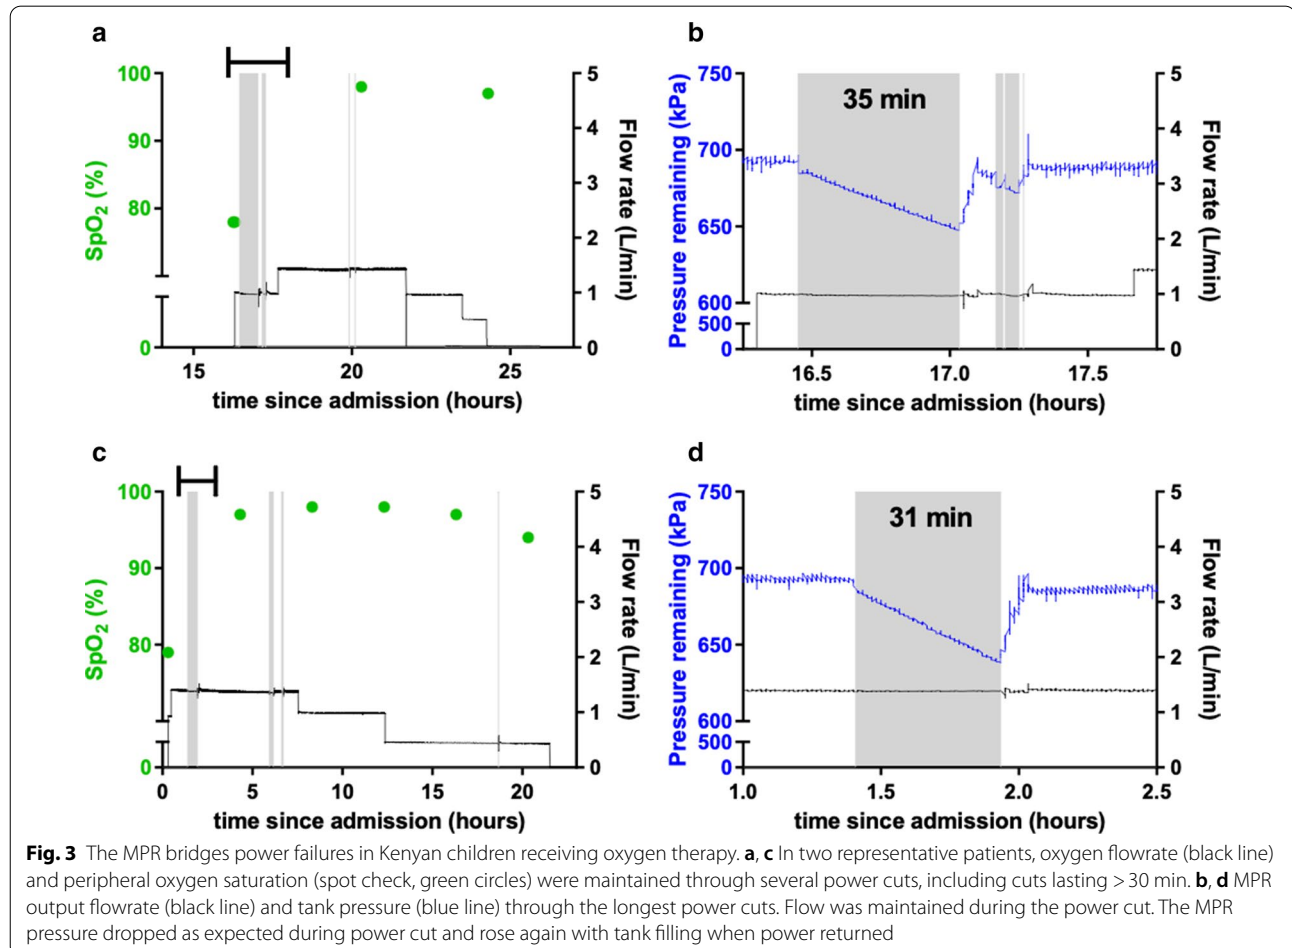 a
b
100
90
80
0
SpO2 (%)
5
4
3
2
1
0
Flow rate (L/min)
15
20
25
time since admission (hours)
750
700
650
600
500
0
Pressure remaining (kPa)
35 min
5
4
3
2
1
0
Flow rate (L/min)
16.5
17.0
17.5
time since admission (hours)
c
d
100
90
80
0
SpO2 (%)
5
4
3
2
1
0
Flow rate (L/min)
0
5
10
15
20
time since admission (hours)
750
700
650
600
500
0
Pressure remaining (kPa)
31 min
5
4
3
2
1
0
Flow rate (L/min)
1.0
1.5
2.0
2.5
time since admission (hours)
Fig. 3 The MPR bridges power failures in Kenyan children receiving oxygen therapy. a, c In two representative patients, oxygen flowrate (black line)
and peripheral oxygen saturation (spot check, green circles) were maintained through several power cuts, including cuts lasting > 30 min. b, d MPR
output flowrate (black line) and tank pressure (blue line) through the longest power cuts. Flow was maintained during the power cut. The MPR
pressure dropped as expected during power cut and rose again with tank filling when power returned